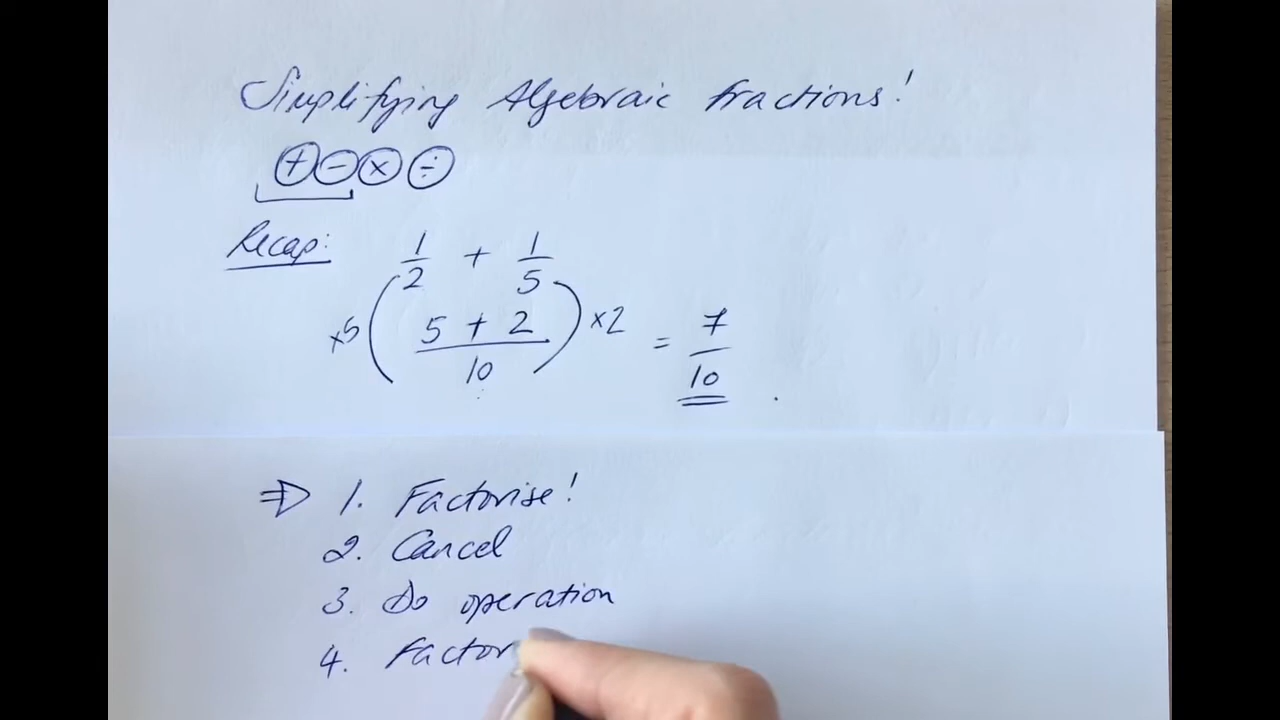 Simplifying Algebraic fractions!
+ − × ÷
Recap: 1/2 + 1/5
×5 ( 5 + 2 / 10 ) ×2 = 7/10
⇒ 1. Factorise!
2. Cancel
3. Do operation
4. Factor